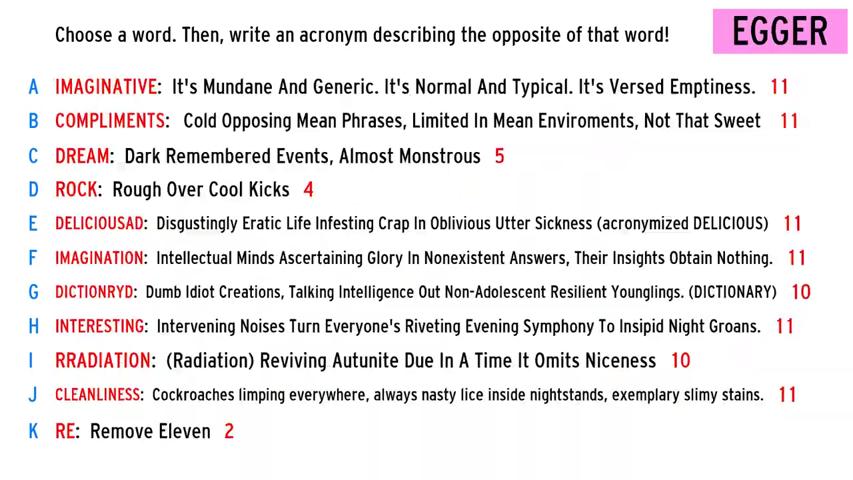 Choose a word. Then, write an acronym describing the opposite of that word!
EGGER
A IMAGINATIVE: It's Mundane And Generic. It's Normal And Typical. It's Versed Emptiness. 11
B COMPLIMENTS: Cold Opposing Mean Phrases, Limited In Mean Enviroments, Not That Sweet 11
C DREAM: Dark Remembered Events, Almost Monstrous 5
D ROCK: Rough Over Cool Kicks 4
E DELICIOUSAD: Disgustingly Eratic Life Infesting Crap In Oblivious Utter Sickness (acronymized DELICIOUS) 11
F IMAGINATION: Intellectual Minds Ascertaining Glory In Nonexistent Answers, Their Insights Obtain Nothing. 11
G DICTIONRYD: Dumb Idiot Creations, Talking Intelligence Out Non-Adolescent Resilient Younglings. (DICTIONARY) 10
H INTERESTING: Intervening Noises Turn Everyone's Riveting Evening Symphony To Insipid Night Groans. 11
I RRADIATION: (Radiation) Reviving Autunite Due In A Time It Omits Niceness 10
J CLEANLINESS: Cockroaches limping everywhere, always nasty lice inside nightstands, exemplary slimy stains. 11
K RE: Remove Eleven 2